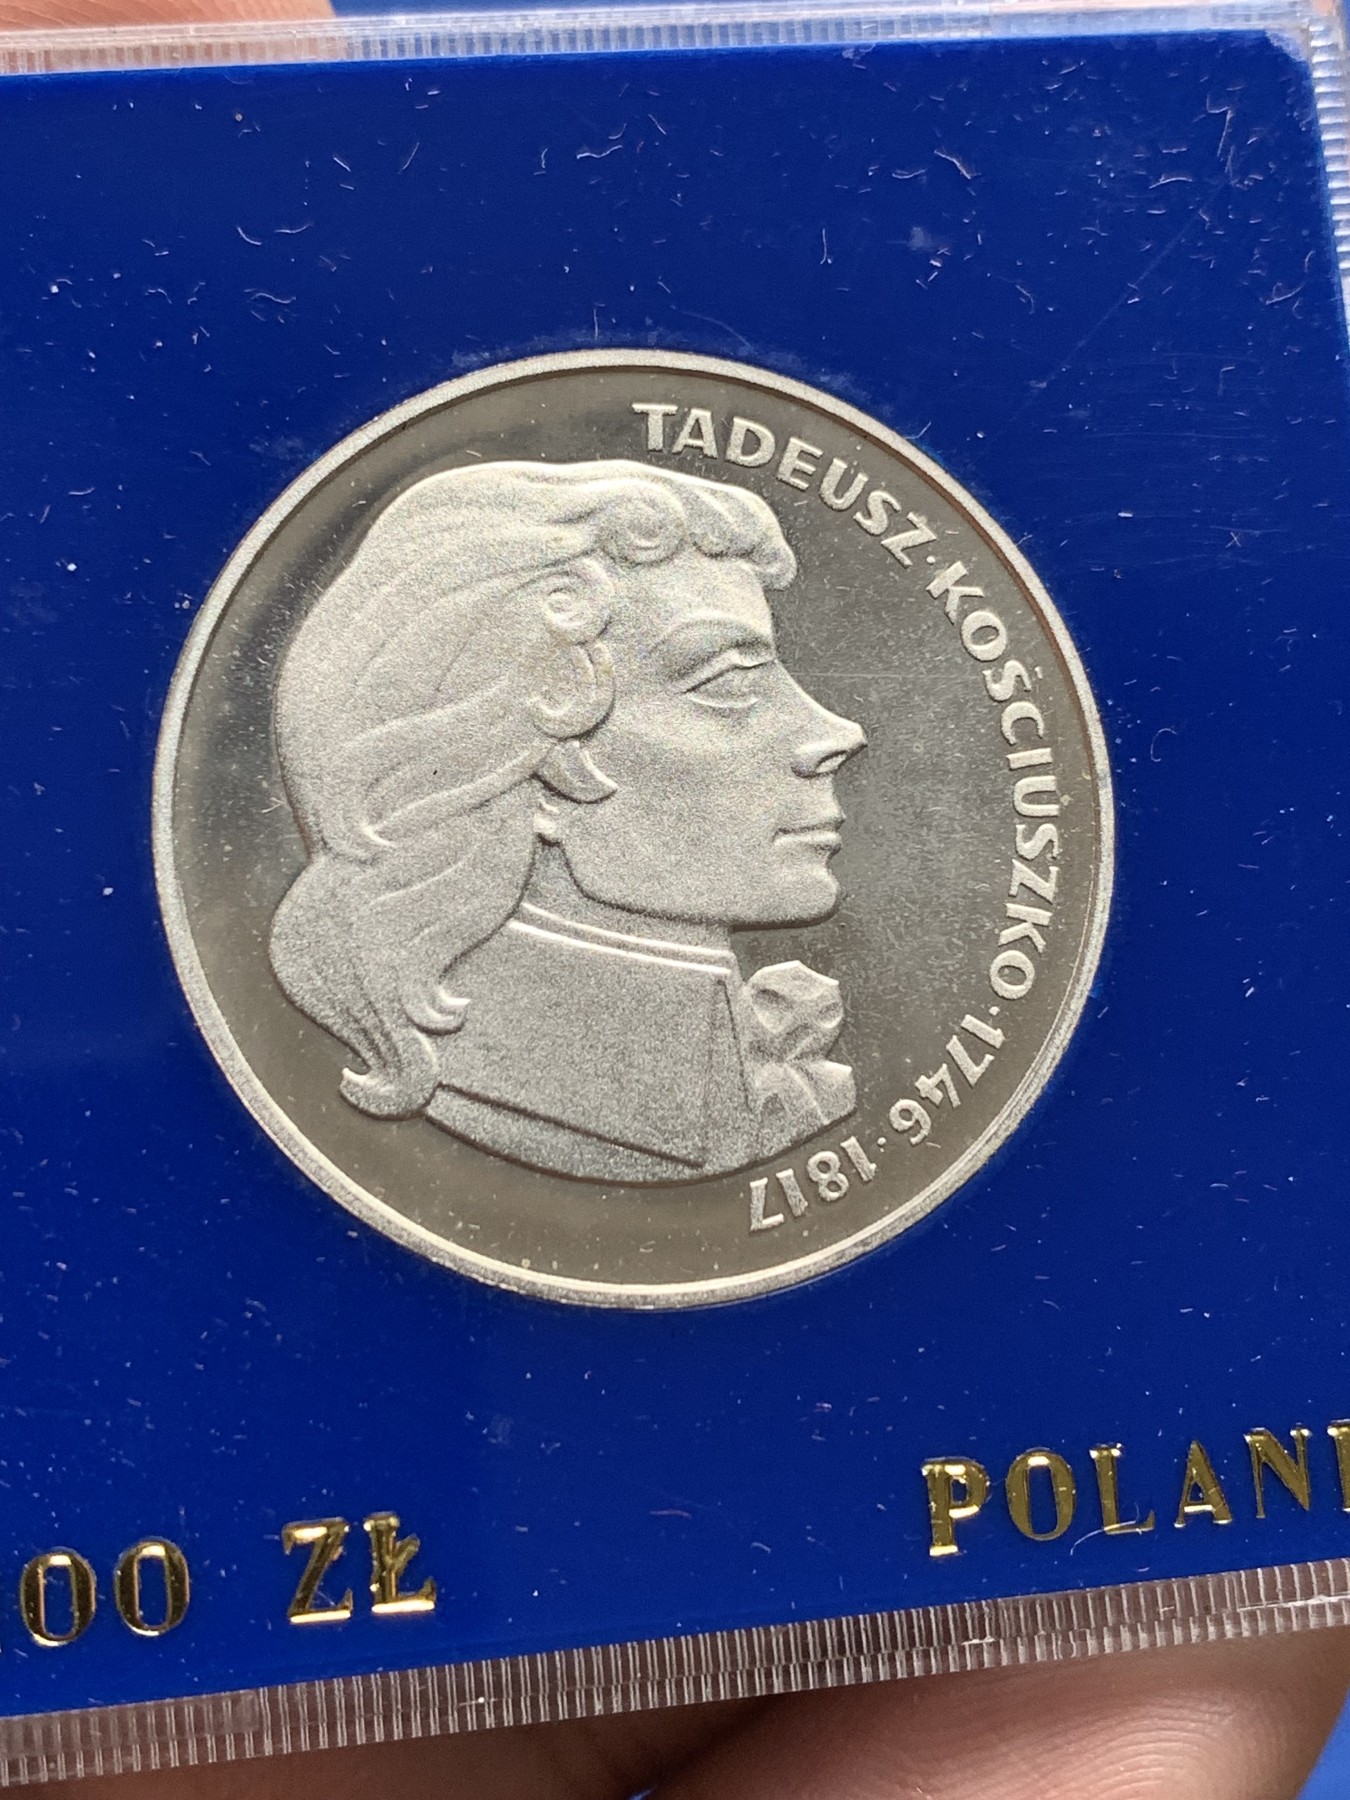 TADEUSZ·KOŚCIUSZKO·1746·1817
00 ZŁ
POLAN